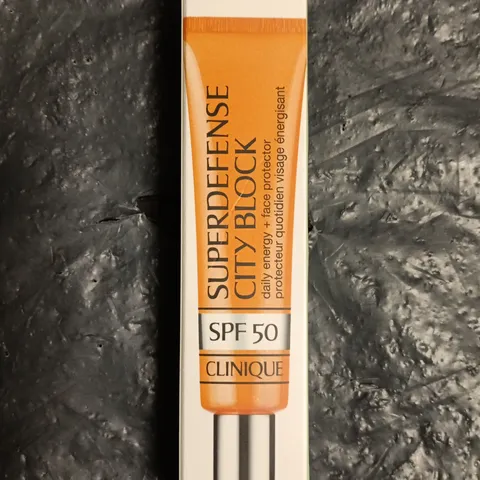 SUPERDEFENSE
CITY BLOCK
daily energy + face protector
protecteur quotidien visage énergisant
SPF 50
CLINIQUE